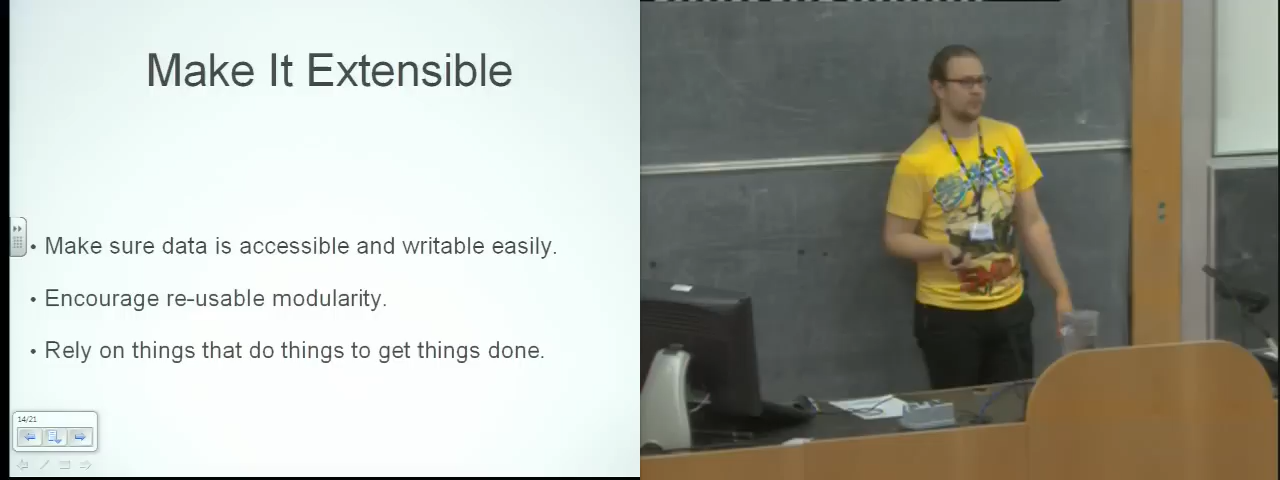 Make It Extensible
• Make sure data is accessible and writable easily.
• Encourage re-usable modularity.
• Rely on things that do things to get things done.
14/21